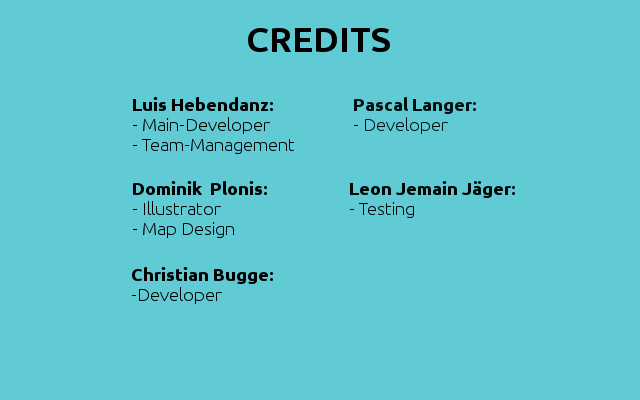 CREDITS
Luis Hebendanz:
- Main-Developer
- Team-Management
Pascal Langer:
- Developer
Dominik  Plonis:
- Illustrator
- Map Design
Leon Jemain Jäger:
- Testing
Christian Bugge:
-Developer